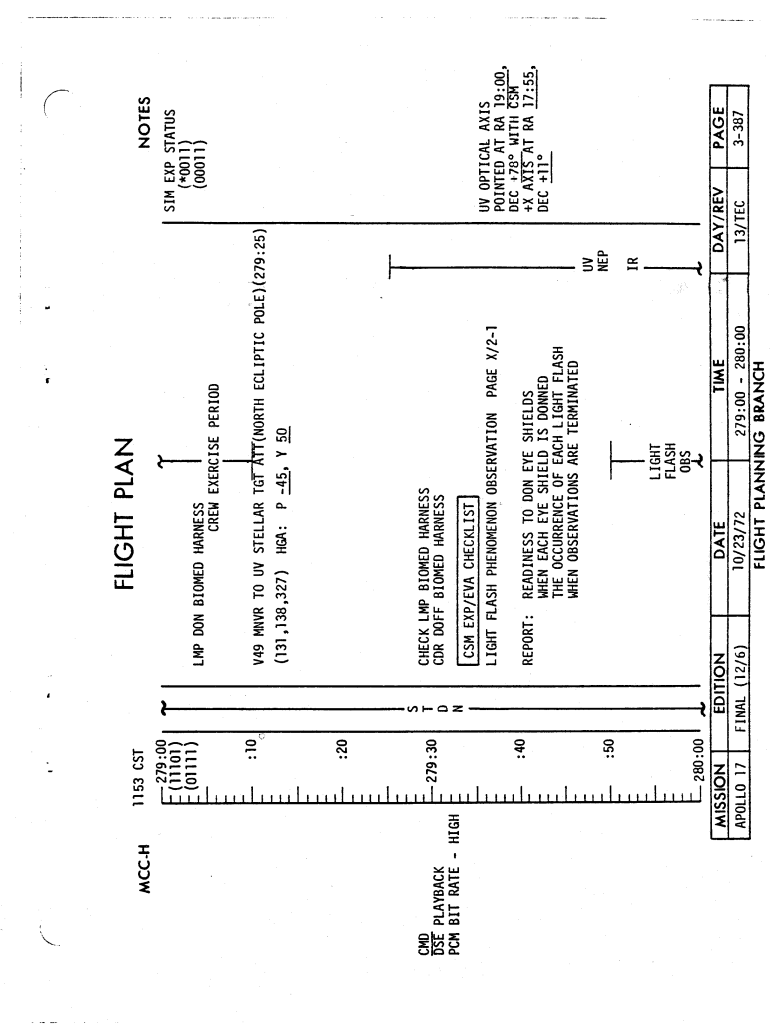 FLIGHT PLAN
MCC-H
1153 CST
NOTES
279:00
(11101)
(01111)
:10
:20
279:30
:40
:50
280:00
CMD
DSE PLAYBACK
PCM BIT RATE - HIGH
S
T
D
N
LMP DON BIOMED HARNESS
CREW EXERCISE PERIOD
V49 MNVR TO UV STELLAR TGT ATT(NORTH ECLIPTIC POLE)(279:25)
(131,138,327) HGA: P -45, Y 50
CHECK LMP BIOMED HARNESS
CDR DOFF BIOMED HARNESS
CSM EXP/EVA CHECKLIST
LIGHT FLASH PHENOMENON OBSERVATION PAGE X/2-1
REPORT: READINESS TO DON EYE SHIELDS
WHEN EACH EYE SHIELD IS DONNED
THE OCCURRENCE OF EACH LIGHT FLASH
WHEN OBSERVATIONS ARE TERMINATED
LIGHT
FLASH
OBS
UV
NEP
IR
SIM EXP STATUS
(*0011)
(00011)
UV OPTICAL AXIS
POINTED AT RA 19:00,
DEC +78° WITH CSM
+X AXIS AT RA 17:55,
DEC +11°
MISSION EDITION DATE TIME DAY/REV PAGE
APOLLO 17 FINAL (12/6) 10/23/72 279:00 - 280:00 13/TEC 3-387
FLIGHT PLANNING BRANCH